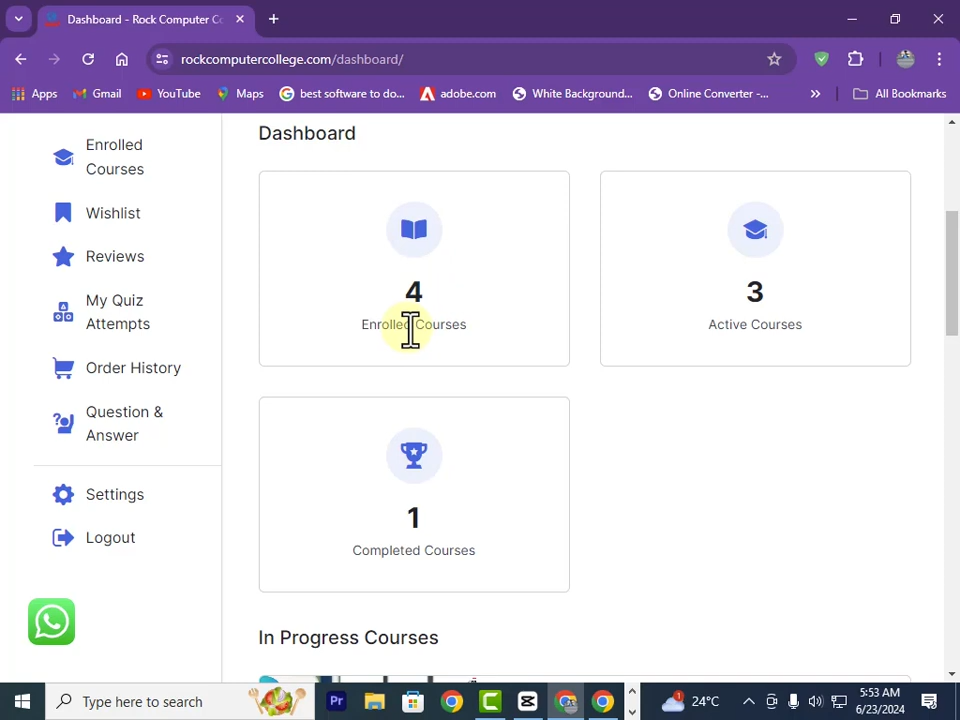 Dashboard - Rock Computer Co
rockcomputercollege.com/dashboard/
Apps
Gmail
YouTube
Maps
best software to do...
adobe.com
White Background...
Online Converter -...
»
All Bookmarks
Enrolled
Courses
Wishlist
Reviews
My Quiz
Attempts
Order History
Question &
Answer
Settings
Logout
Dashboard
4
Enrolled Courses
3
Active Courses
1
Completed Courses
In Progress Courses
Type here to search
Pr
1
24°C
5:53 AM
6/23/2024